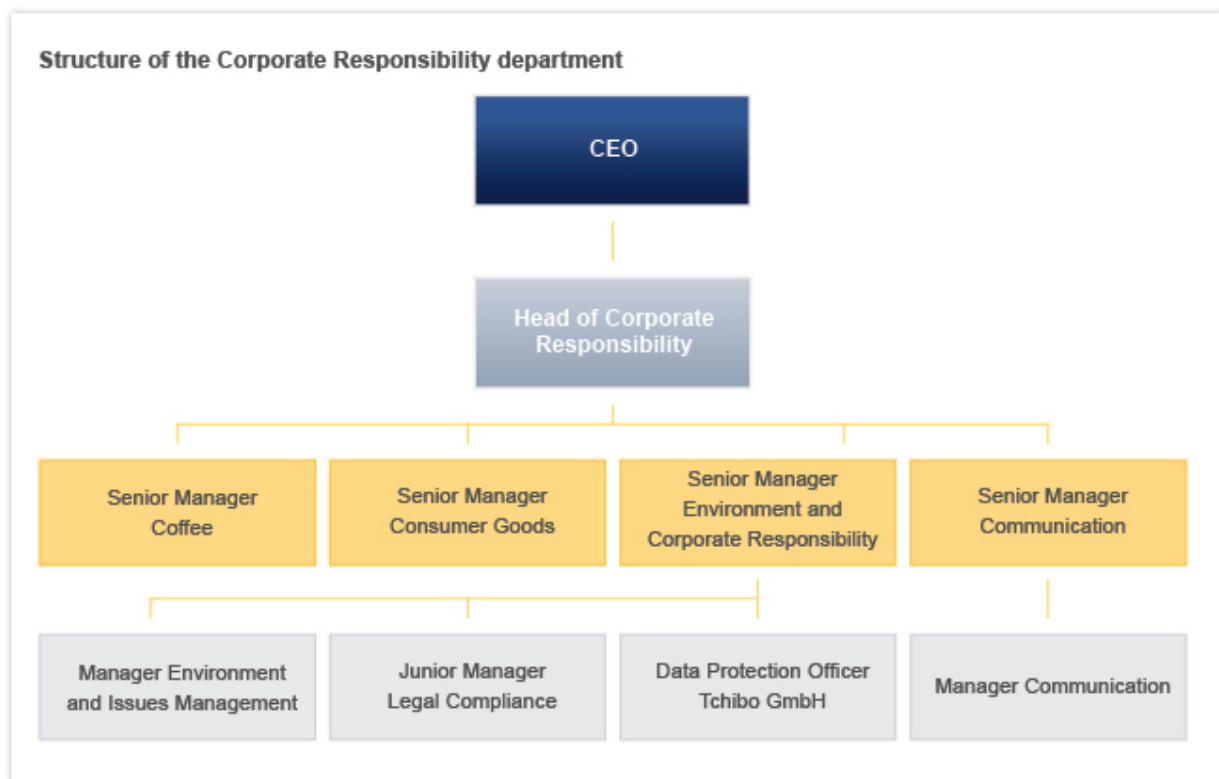 Structure of the Corporate Responsibility department
CEO
Head of Corporate
Responsibility
Senior Manager
Coffee
Senior Manager
Consumer Goods
Senior Manager
Environment and
Corporate Responsibility
Senior Manager
Communication
Manager Environment
and Issues Management
Junior Manager
Legal Compliance
Data Protection Officer
Tchibo GmbH
Manager Communication